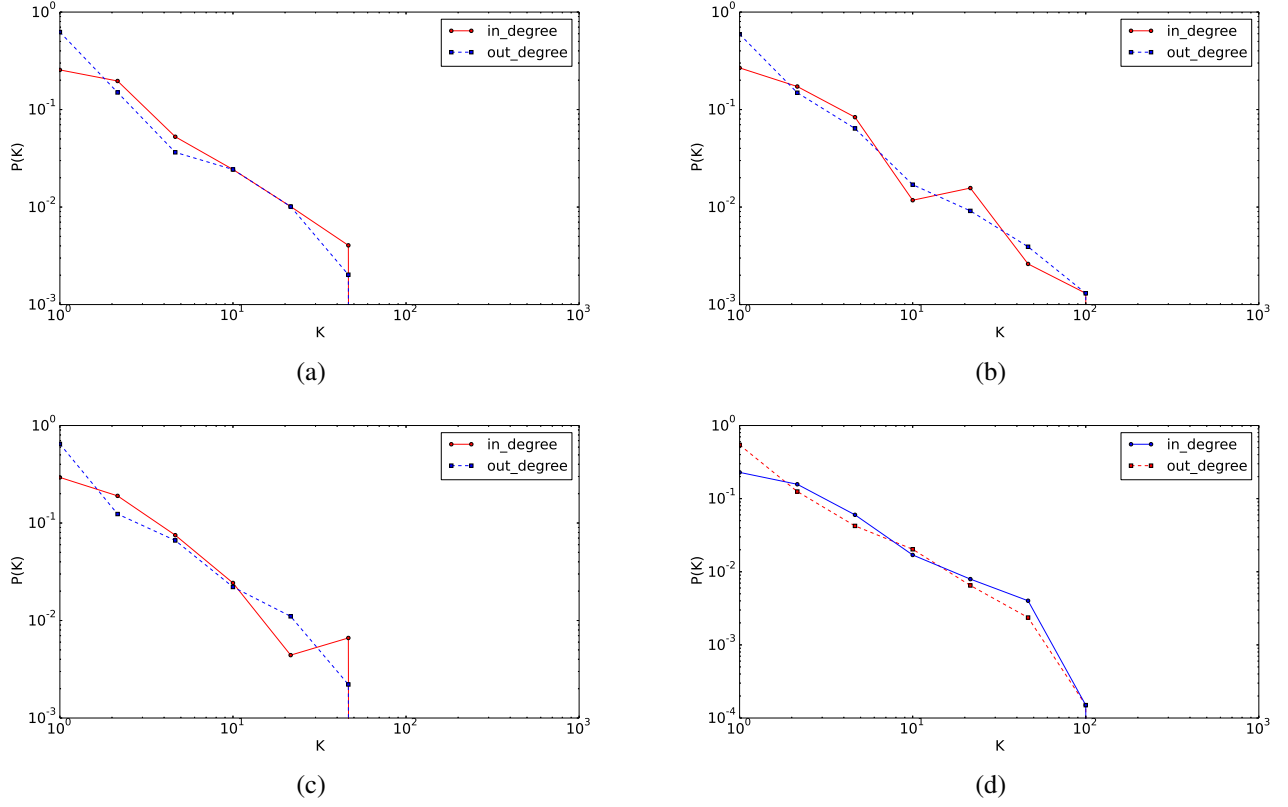 10^0
in_degree
out_degree
10^-1
P(K)
10^-2
10^-3
10^0
10^1
10^2
10^3
K
(a)
10^0
in_degree
out_degree
10^-1
P(K)
10^-2
10^-3
10^0
10^1
10^2
10^3
K
(b)
10^0
in_degree
out_degree
10^-1
P(K)
10^-2
10^-3
10^0
10^1
10^2
10^3
K
(c)
10^0
in_degree
out_degree
10^-1
10^-2
P(K)
10^-3
10^-4
10^0
10^1
10^2
10^3
K
(d)